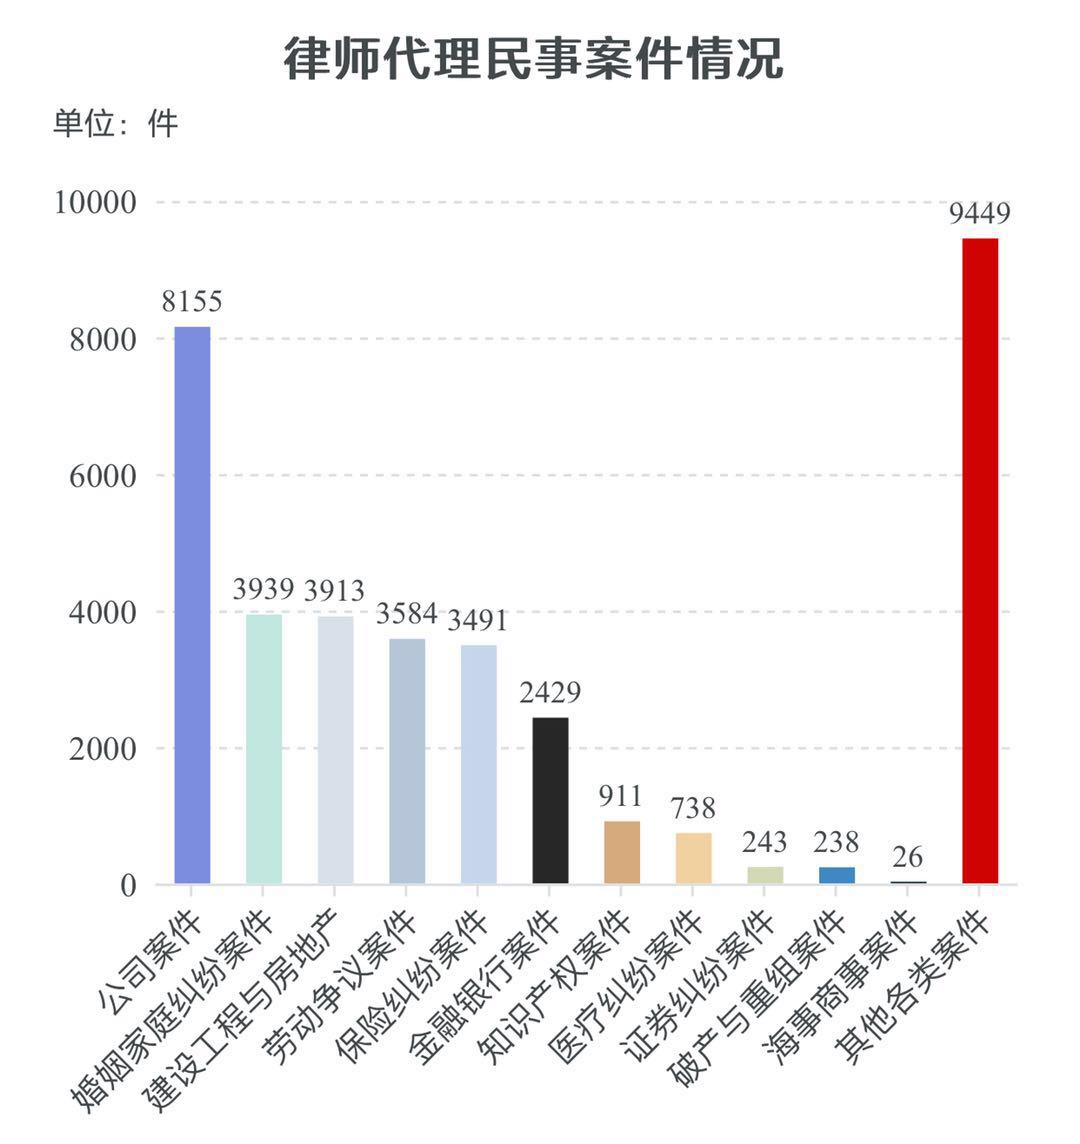 律师代理民事案件情况
单位：件
10000
8000
6000
4000
2000
0
8155
3939
3913
3584
3491
2429
911
738
243
238
26
9449
公司案件
婚姻家庭纠纷案件
建设工程与房地产
劳动争议案件
保险纠纷案件
金融银行案件
知识产权案件
医疗纠纷案件
证券纠纷案件
破产与重组案件
海事商事案件
其他各类案件